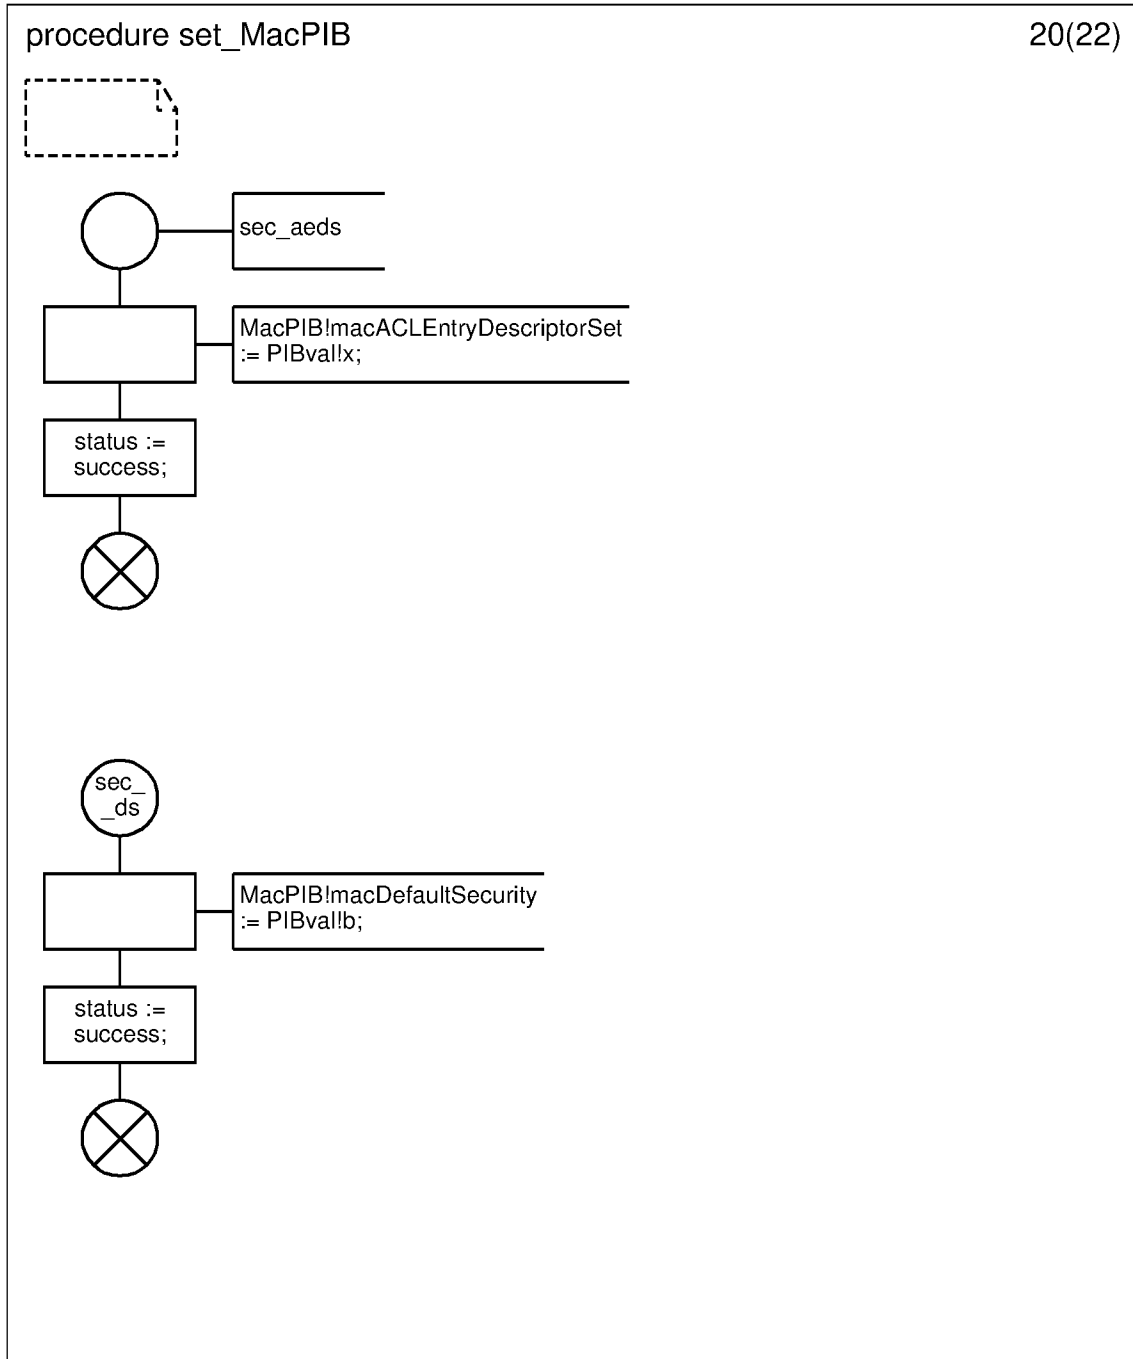 procedure set_MacPIB 20(22)
sec_aeds
MacPIB!macACLEntryDescriptorSet
:= PIBval!x;
status :=
success;
sec_
_ds
MacPIB!macDefaultSecurity
:= PIBval!b;
status :=
success;